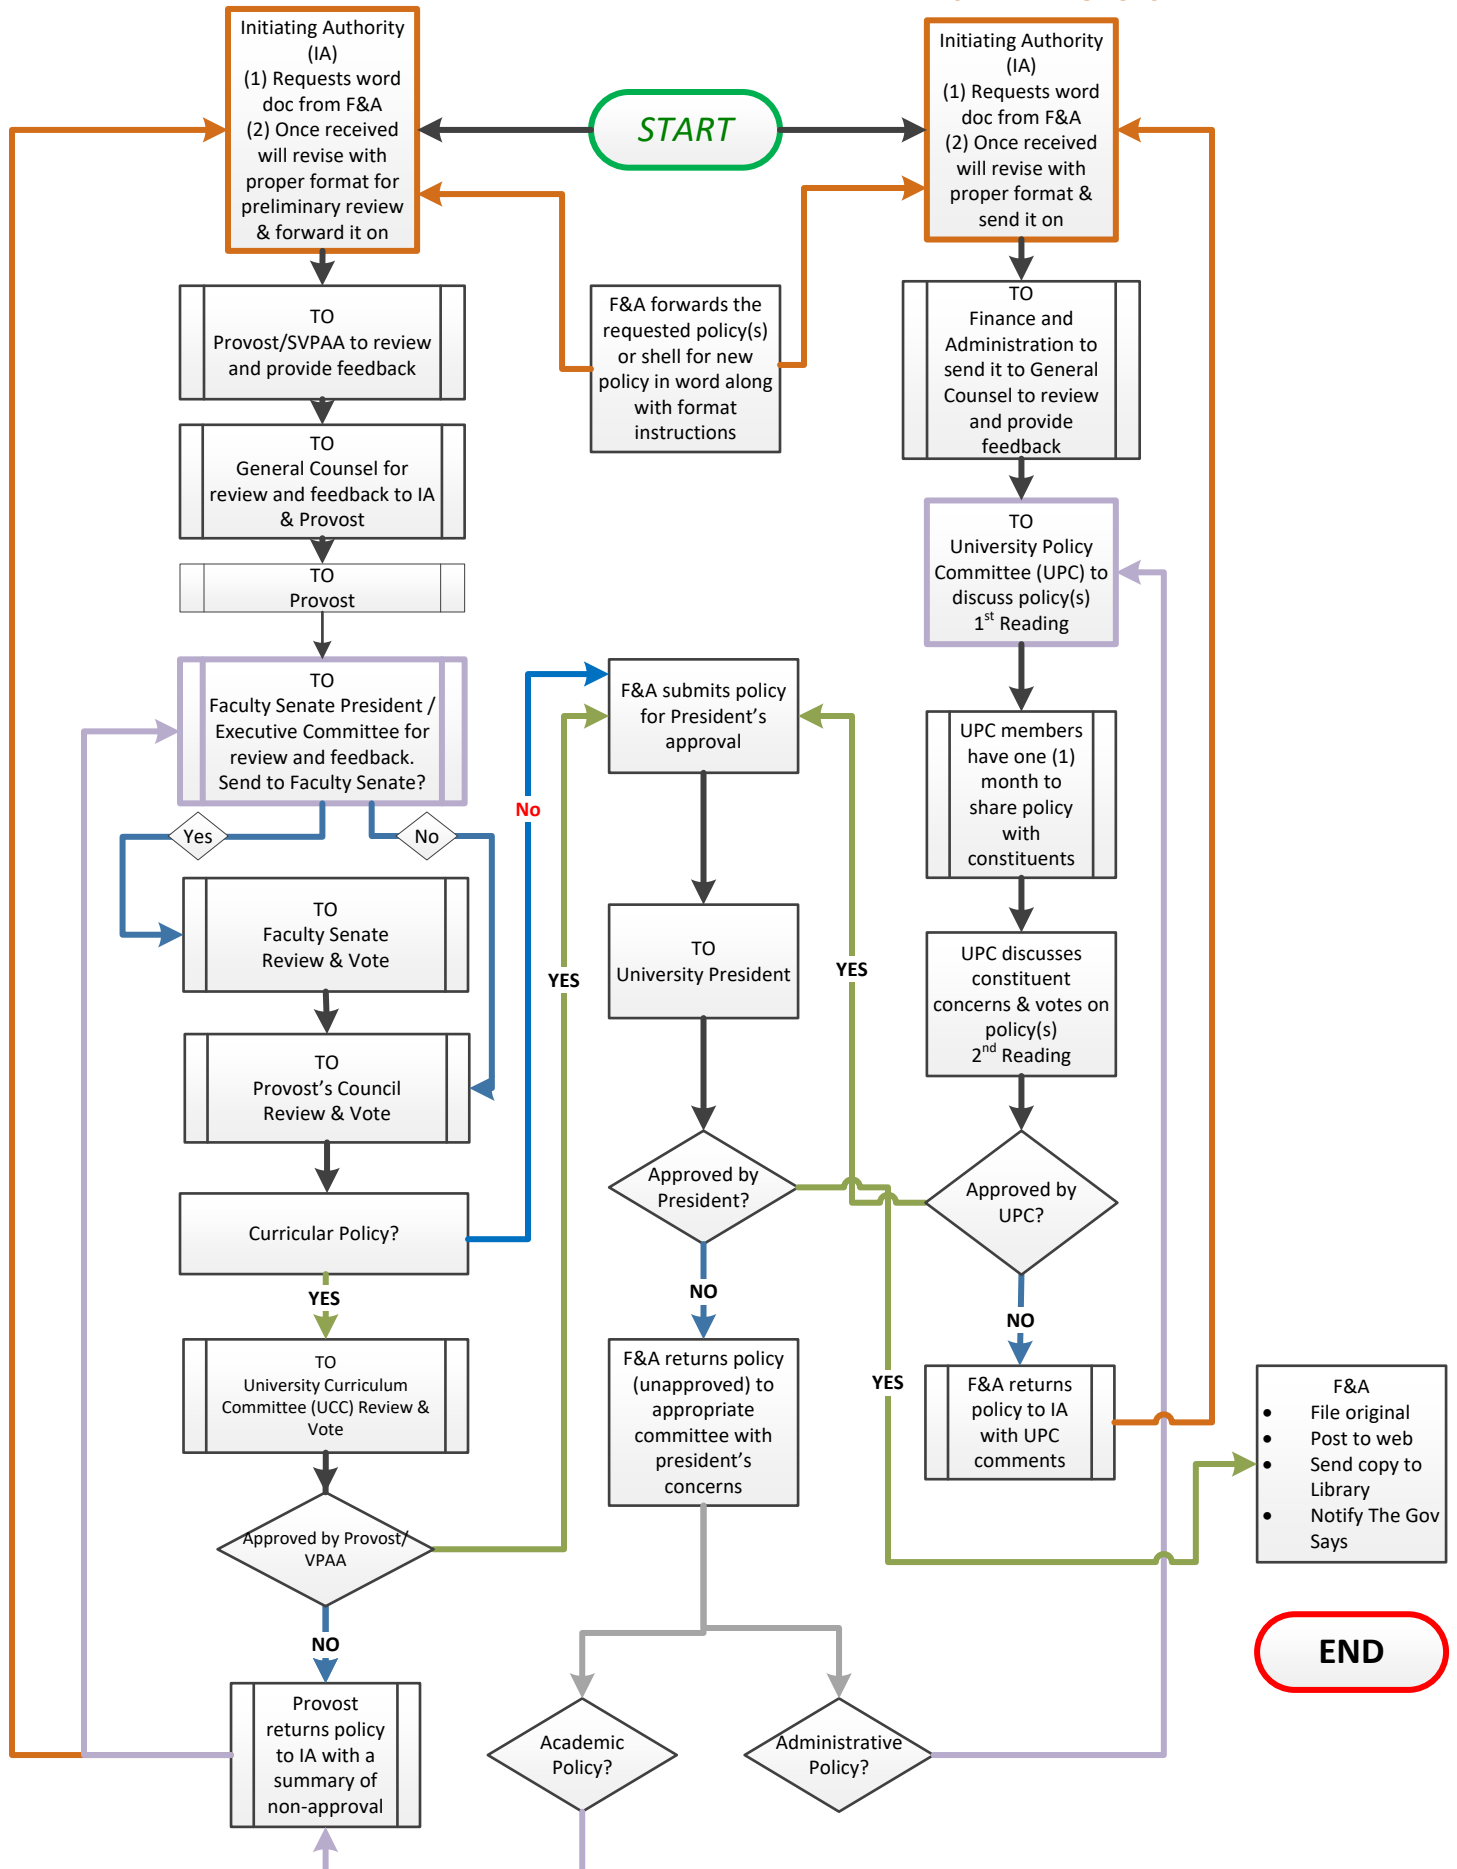 Initiating Authority
(IA)
(1) Requests word
doc from F&A
(2) Once received
will revise with
proper format for
preliminary review
& forward it on
START
Initiating Authority
(IA)
(1) Requests word
doc from F&A
(2) Once received
will revise with
proper format &
send it on
TO
Provost/SVPAA to review
and provide feedback
F&A forwards the
requested policy(s)
or shell for new
policy in word along
with format
instructions
TO
Finance and
Administration to
send it to General
Counsel to review
and provide
feedback
TO
General Counsel for
review and feedback to IA
& Provost
TO
Provost
TO
University Policy
Committee (UPC) to
discuss policy(s)
1st Reading
TO
Faculty Senate President /
Executive Committee for
review and feedback.
Send to Faculty Senate?
F&A submits policy
for President's
approval
UPC members
have one (1)
month to
share policy
with
constituents
Yes
No
No
TO
Faculty Senate
Review & Vote
YES
TO
University President
YES
UPC discusses
constituent
concerns & votes on
policy(s)
2nd Reading
TO
Provost's Council
Review & Vote
Approved by
President?
Approved by
UPC?
Curricular Policy?
YES
NO
NO
TO
University Curriculum
Committee (UCC) Review &
Vote
F&A returns policy
(unapproved) to
appropriate
committee with
president's
concerns
YES
F&A returns
policy to IA
with UPC
comments
F&A
• File original
• Post to web
• Send copy to
Library
• Notify The Gov
Says
Approved by Provost/
VPAA
NO
END
Provost
returns policy
to IA with a
summary of
non-approval
Academic
Policy?
Administrative
Policy?